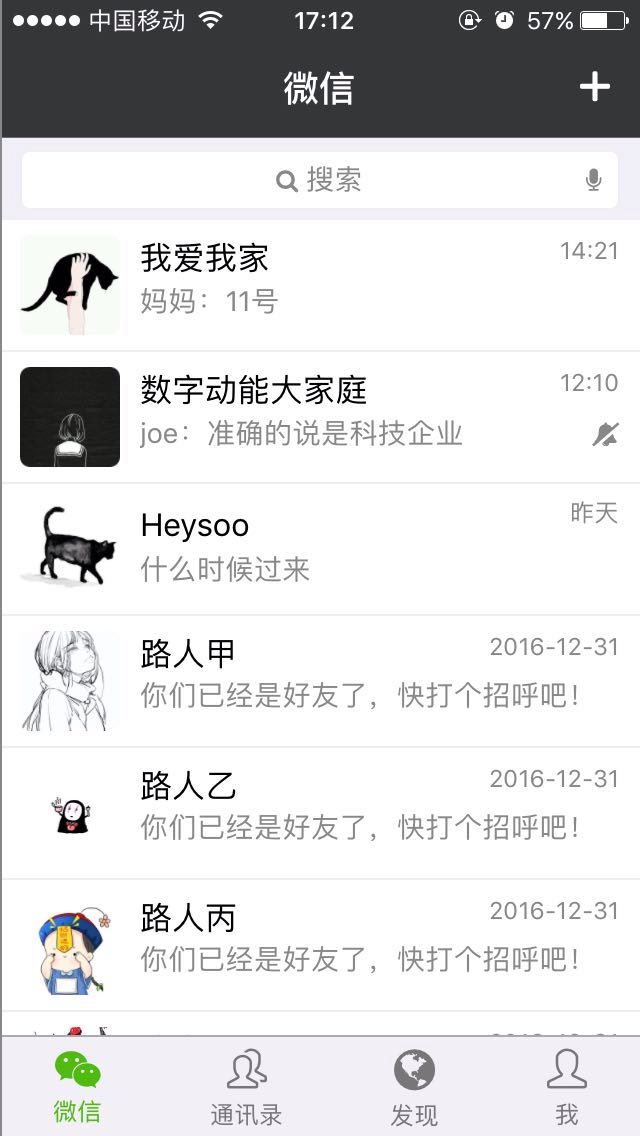 中国移动 17:12 57%
微信
搜索
我爱我家 14:21
妈妈：11号
数字动能大家庭 12:10
joe：准确的说是科技企业
Heysoo 昨天
什么时候过来
路人甲 2016-12-31
你们已经是好友了，快打个招呼吧！
路人乙 2016-12-31
你们已经是好友了，快打个招呼吧！
路人丙 2016-12-31
你们已经是好友了，快打个招呼吧！
微信 通讯录 发现 我